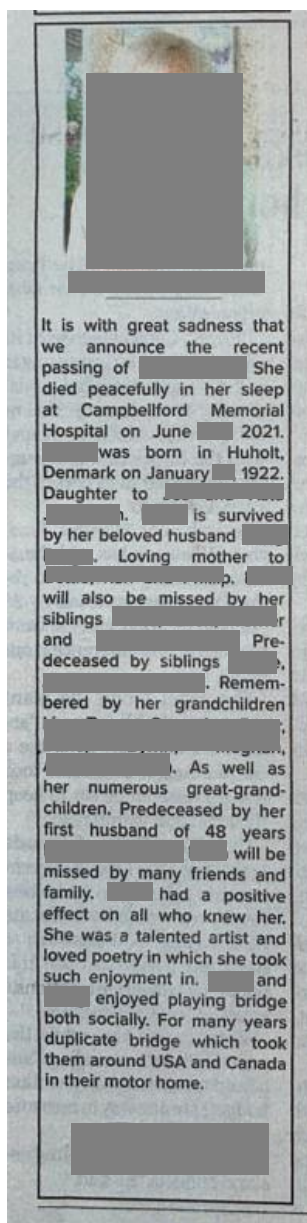 It is with great sadness that
we announce the recent
passing of She
died peacefully in her sleep
at Campbellford Memorial
Hospital on June 2021.
was born in Huholt,
Denmark on January 1922.
Daughter to
is survived
by her beloved husband
. Loving mother to
will also be missed by her
siblings
and Pre-
deceased by siblings
. Remem-
bered by her grandchildren
. As well as
her numerous great-grand-
children. Predeceased by her
first husband of 48 years
will be
missed by many friends and
family. had a positive
effect on all who knew her.
She was a talented artist and
loved poetry in which she took
such enjoyment in. and
enjoyed playing bridge
both socially. For many years
duplicate bridge which took
them around USA and Canada
in their motor home.